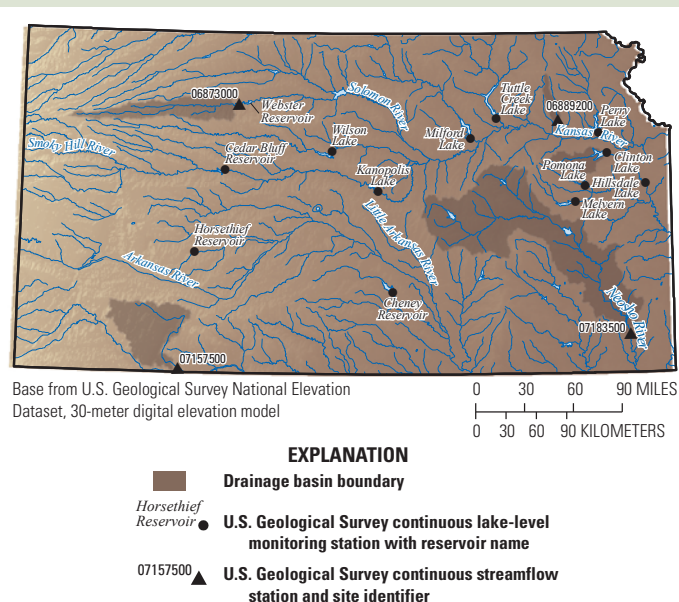 06873000
Webster
Reservoir
Solomon River
Tuttle
Creek
Lake
06889200
Perry
Lake
Kansas River
Smoky Hill River
Cedar Bluff
Reservoir
Wilson
Lake
Milford
Lake
Clinton
Lake
Kanopolis
Lake
Pomona
Lake
Hillsdale
Lake
Melvern
Lake
Horsethief
Reservoir
Little Arkansas River
Arkansas River
Cheney
Reservoir
Neosho River
07183500
07157500
Base from U.S. Geological Survey National Elevation
Dataset, 30-meter digital elevation model
0 30 60 90 MILES
0 30 60 90 KILOMETERS
EXPLANATION
Drainage basin boundary
Horsethief
Reservoir
U.S. Geological Survey continuous lake-level
monitoring station with reservoir name
07157500
U.S. Geological Survey continuous streamflow
station and site identifier